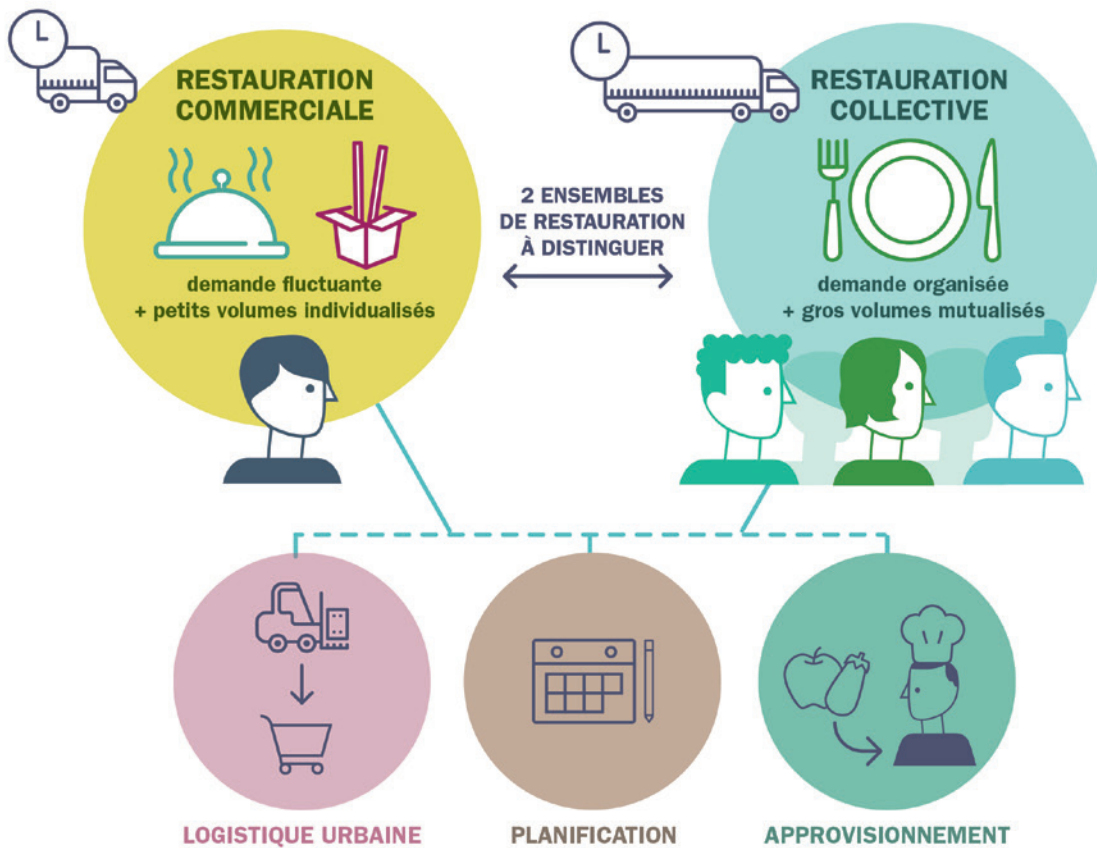 RESTAURATION
COMMERCIALE
demande fluctuante
+ petits volumes individualisés
2 ENSEMBLES
DE RESTAURATION
À DISTINGUER
RESTAURATION
COLLECTIVE
demande organisée
+ gros volumes mutualisés
LOGISTIQUE URBAINE
PLANIFICATION
APPROVISIONNEMENT